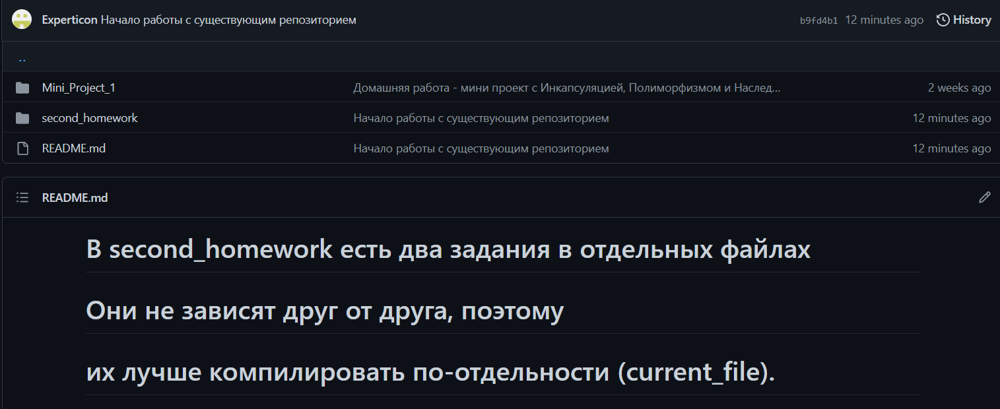 Experticon Начало работы с существующим репозиторием b9fd4b1 12 minutes ago History
..
Mini_Project_1 Домашняя работа - мини проект с Инкапсуляцией, Полиморфизмом и Наслед... 2 weeks ago
second_homework Начало работы с существующим репозиторием 12 minutes ago
README.md Начало работы с существующим репозиторием 12 minutes ago
README.md
В second_homework есть два задания в отдельных файлах
Они не зависят друг от друга, поэтому
их лучше компилировать по-отдельности (current_file).